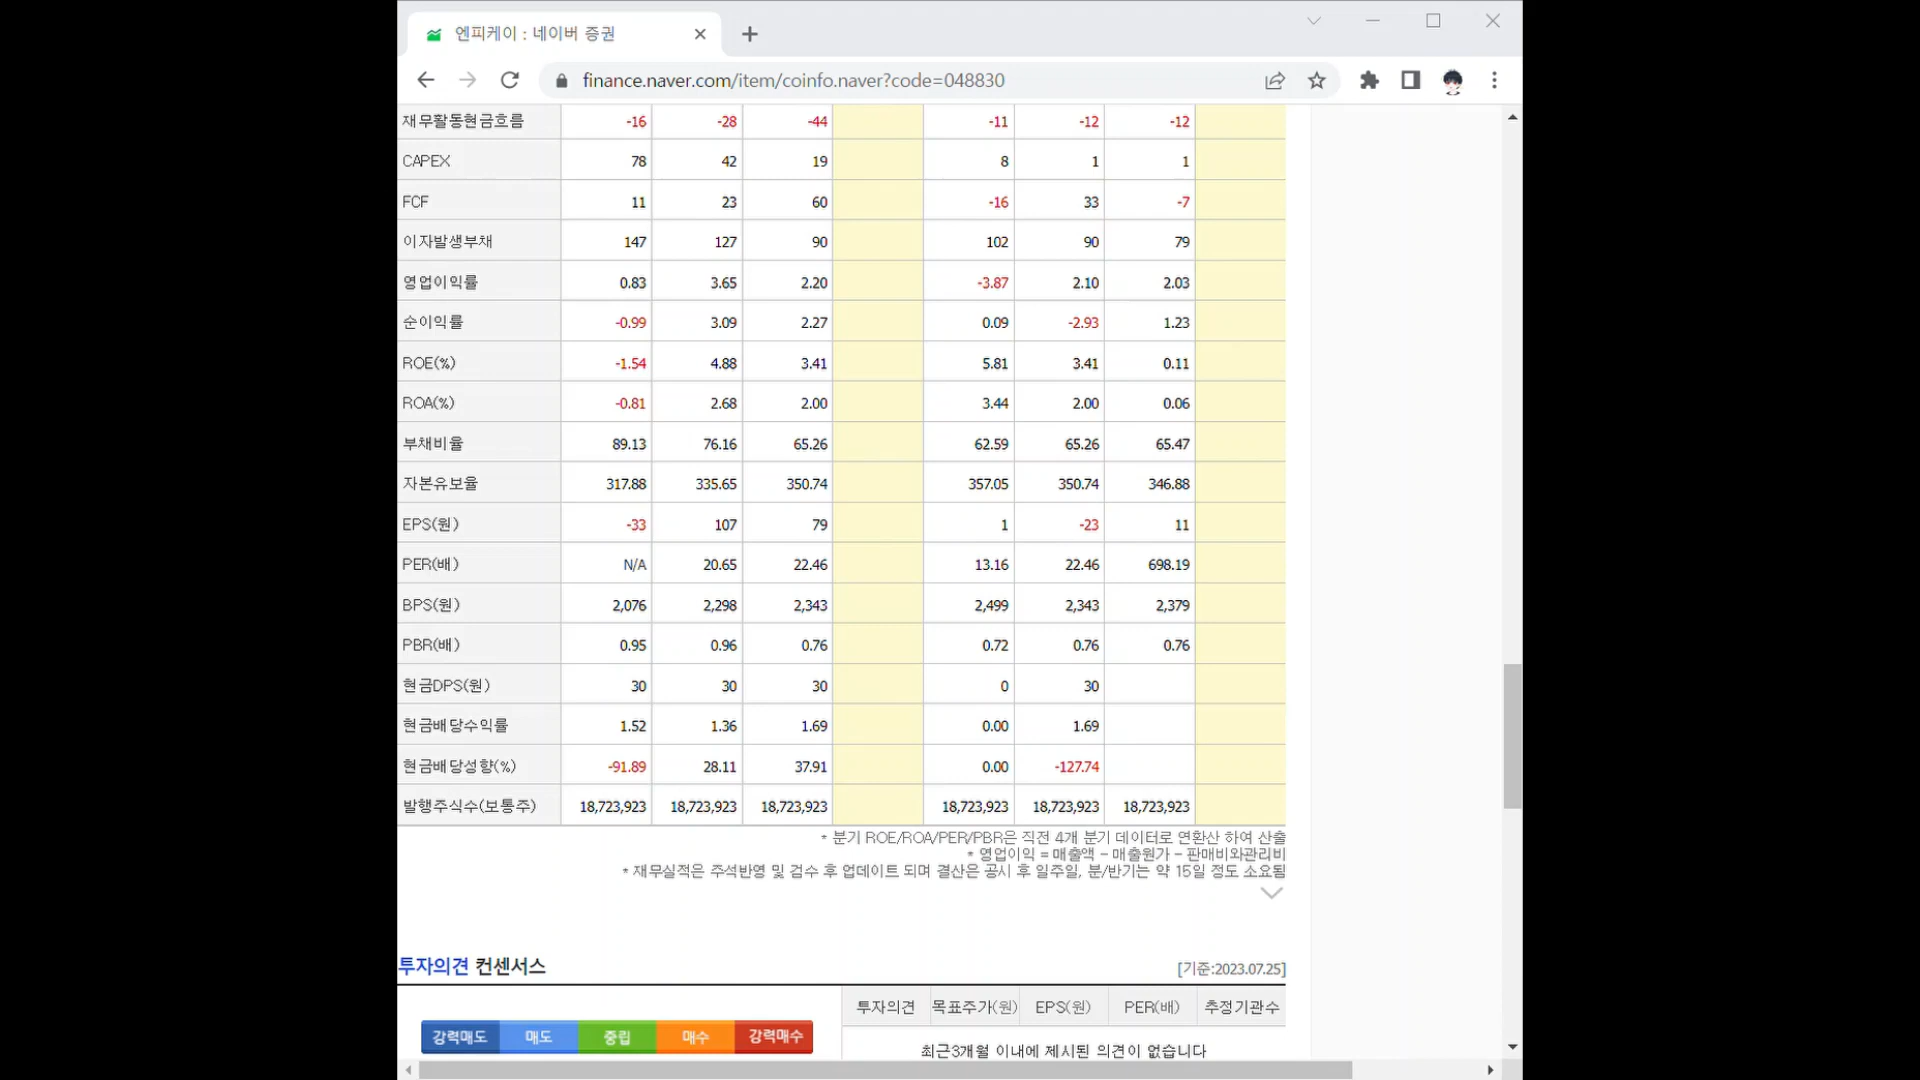 엔피케이 : 네이버 증권
finance.naver.com/item/coinfo.naver?code=048830
재무활동현금흐름 -16 -28 -44 -11 -12 -12
CAPEX 78 42 19 8 1 1
FCF 11 23 60 -16 33 -7
이자발생부채 147 127 90 102 90 79
영업이익률 0.83 3.65 2.20 -3.87 2.10 2.03
순이익률 -0.99 3.09 2.27 0.09 -2.93 1.23
ROE(%) -1.54 4.88 3.41 5.81 3.41 0.11
ROA(%) -0.81 2.68 2.00 3.44 2.00 0.06
부채비율 89.13 76.16 65.26 62.59 65.26 65.47
자본유보율 317.88 335.65 350.74 357.05 350.74 346.88
EPS(원) -33 107 79 1 -23 11
PER(배) N/A 20.65 22.46 13.16 22.46 698.19
BPS(원) 2,076 2,298 2,343 2,499 2,343 2,379
PBR(배) 0.95 0.96 0.76 0.72 0.76 0.76
현금DPS(원) 30 30 30 0 30
현금배당수익률 1.52 1.36 1.69 0.00 1.69
현금배당성향(%) -91.89 28.11 37.91 0.00 -127.74
발행주식수(보통주) 18,723,923 18,723,923 18,723,923 18,723,923 18,723,923 18,723,923
* 분기 ROE/ROA/PER/PBR은 직전 4개 분기 데이터로 연환산 하여 산출
* 영업이익 = 매출액 - 매출원가 - 판매비와관리비
* 재무실적은 주석반영 및 검수 후 업데이트 되며 결산은 공시 후 일주일, 분/반기는 약 15일 정도 소요됨
투자의견 컨센서스 [기준:2023.07.25]
투자의견 목표주가(원) EPS(원) PER(배) 추정기관수
강력매도 매도 중립 매수 강력매수
최근3개월 이내에 제시된 의견이 없습니다